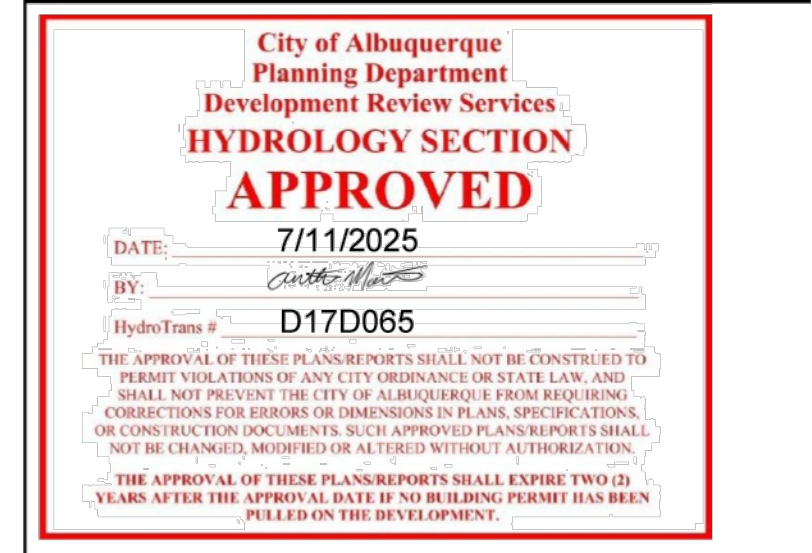 City of Albuquerque
Planning Department
Development Review Services
HYDROLOGY SECTION
APPROVED
DATE: 7/11/2025
BY:
HydroTrans # D17D065
THE APPROVAL OF THESE PLANS/REPORTS SHALL NOT BE CONSTRUED TO
PERMIT VIOLATIONS OF ANY CITY ORDINANCE OR STATE LAW, AND
SHALL NOT PREVENT THE CITY OF ALBUQUERQUE FROM REQUIRING
CORRECTIONS FOR ERRORS OR DIMENSIONS IN PLANS, SPECIFICATIONS,
OR CONSTRUCTION DOCUMENTS. SUCH APPROVED PLANS/REPORTS SHALL
NOT BE CHANGED, MODIFIED OR ALTERED WITHOUT AUTHORIZATION.
THE APPROVAL OF THESE PLANS/REPORTS SHALL EXPIRE TWO (2)
YEARS AFTER THE APPROVAL DATE IF NO BUILDING PERMIT HAS BEEN
PULLED ON THE DEVELOPMENT.